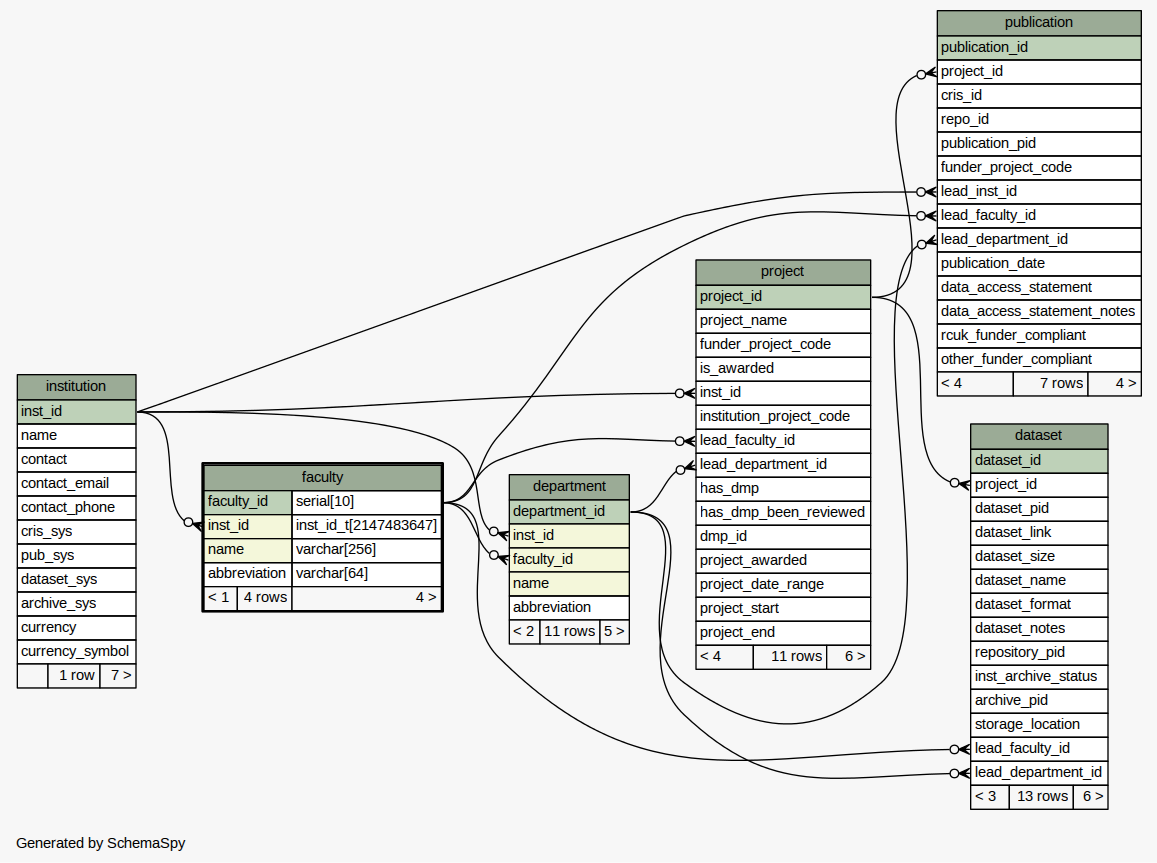 publication
publication_id
project_id
cris_id
repo_id
publication_pid
funder_project_code
lead_inst_id
lead_faculty_id
lead_department_id
publication_date
data_access_statement
data_access_statement_notes
rcuk_funder_compliant
other_funder_compliant
< 4 7 rows 4 >
project
project_id
project_name
funder_project_code
is_awarded
inst_id
institution_project_code
lead_faculty_id
lead_department_id
has_dmp
has_dmp_been_reviewed
dmp_id
project_awarded
project_date_range
project_start
project_end
< 4 11 rows 6 >
institution
inst_id
name
contact
contact_email
contact_phone
cris_sys
pub_sys
dataset_sys
archive_sys
currency
currency_symbol
1 row 7 >
faculty
faculty_id serial[10]
inst_id inst_id_t[2147483647]
name varchar[256]
abbreviation varchar[64]
< 1 4 rows 4 >
department
department_id
inst_id
faculty_id
name
abbreviation
< 2 11 rows 5 >
dataset
dataset_id
project_id
dataset_pid
dataset_link
dataset_size
dataset_name
dataset_format
dataset_notes
repository_pid
inst_archive_status
archive_pid
storage_location
lead_faculty_id
lead_department_id
< 3 13 rows 6 >
Generated by SchemaSpy